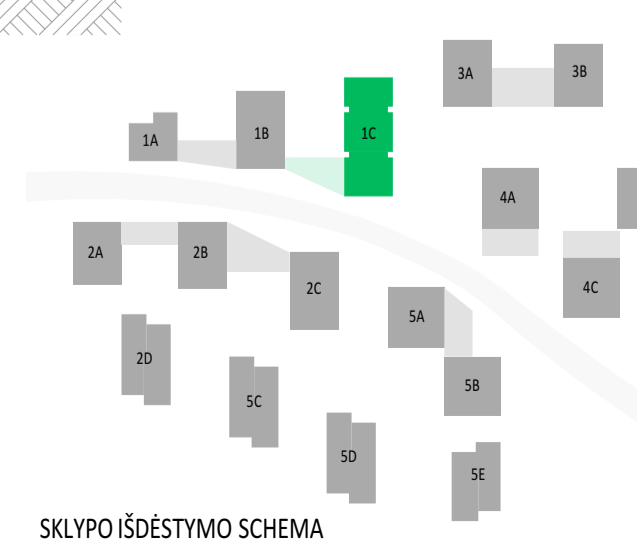 3A
3B
1A
1B
1C
4A
2A
2B
2C
4C
5A
2D
5B
5C
5D
5E
SKLYPO IŠDĖSTYMO SCHEMA